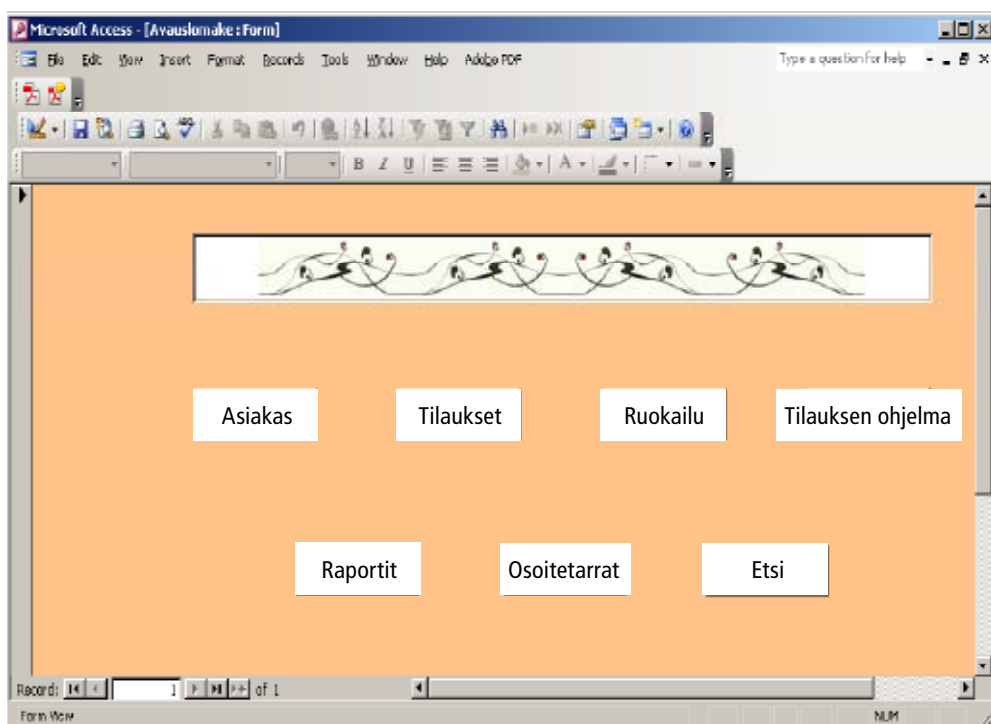 Microsoft Access - [Avauslomake : Form]
File Edit View Insert Format Records Tools Window Help Adobe PDF Type a question for help
B I U A
Asiakas Tilaukset Ruokailu Tilauksen ohjelma
Raportit Osoitetarrat Etsi
Record: 1 of 1
Form View NUM